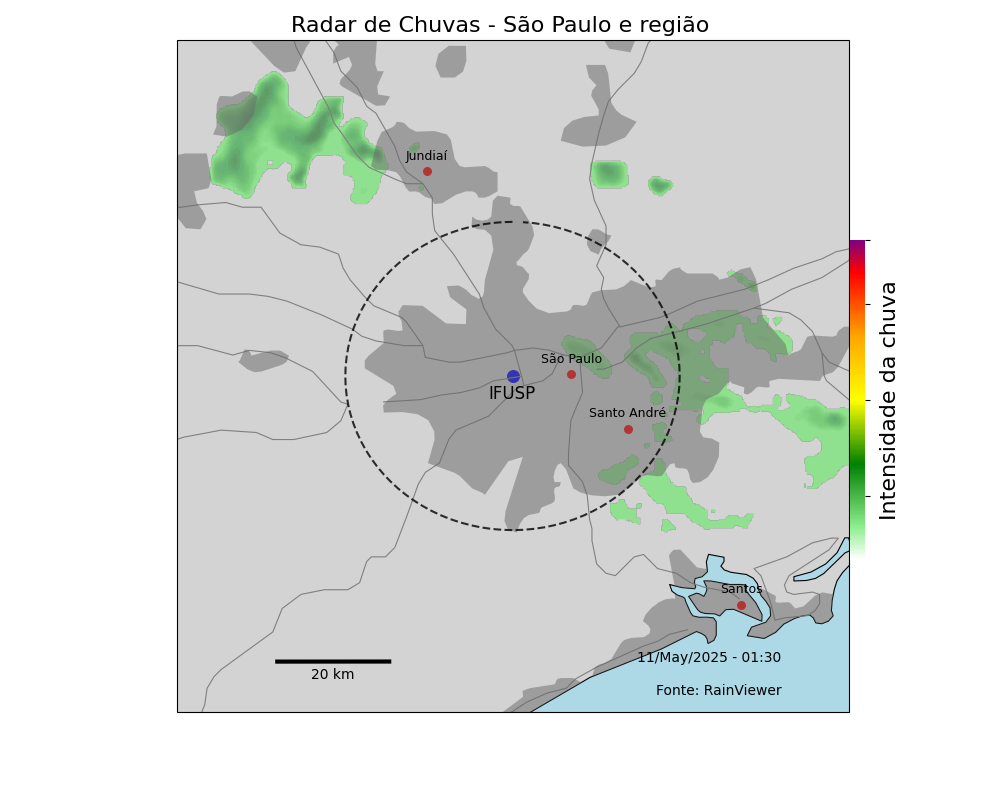 Radar de Chuvas - São Paulo e região
Jundiaí
São Paulo
IFUSP
Santo André
Intensidade da chuva
Santos
11/May/2025 - 01:30
20 km
Fonte: RainViewer